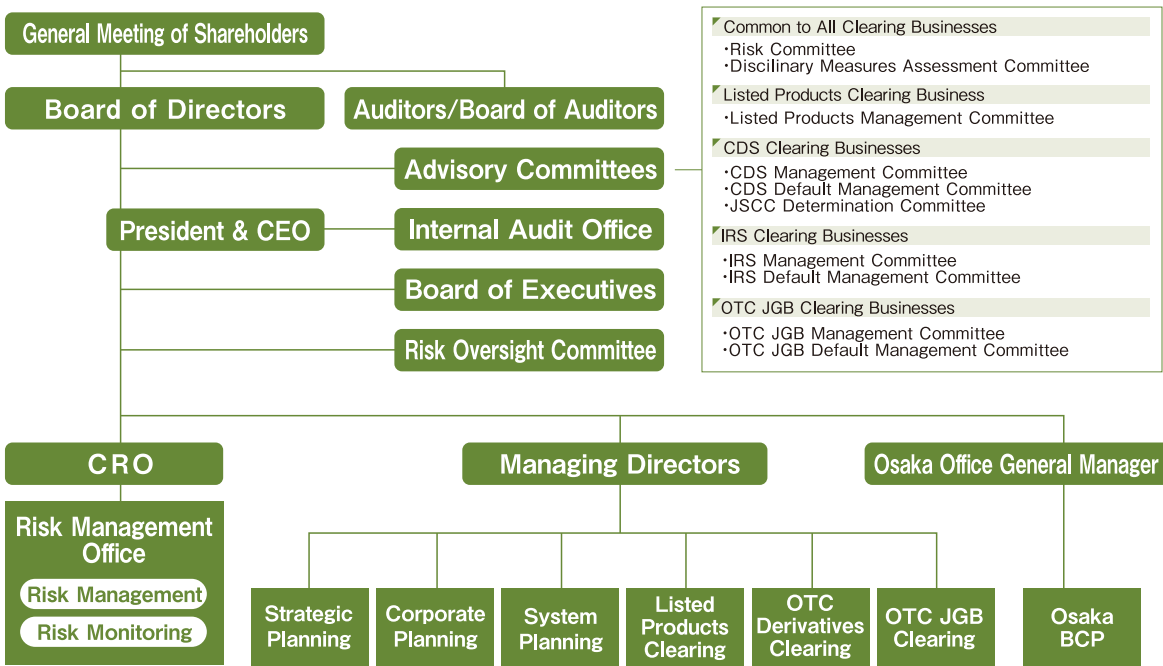 General Meeting of Shareholders
Board of Directors
Auditors/Board of Auditors
Advisory Committees
President & CEO
Internal Audit Office
Board of Executives
Risk Oversight Committee
Common to All Clearing Businesses
・Risk Committee
・Discilinary Measures Assessment Committee
Listed Products Clearing Business
・Listed Products Management Committee
CDS Clearing Businesses
・CDS Management Committee
・CDS Default Management Committee
・JSCC Determination Committee
IRS Clearing Businesses
・IRS Management Committee
・IRS Default Management Committee
OTC JGB Clearing Businesses
・OTC JGB Management Committee
・OTC JGB Default Management Committee
CRO
Managing Directors
Osaka Office General Manager
Risk Management
Office
Risk Management
Risk Monitoring
Strategic
Planning
Corporate
Planning
System
Planning
Listed
Products
Clearing
OTC
Derivatives
Clearing
OTC JGB
Clearing
Osaka
BCP